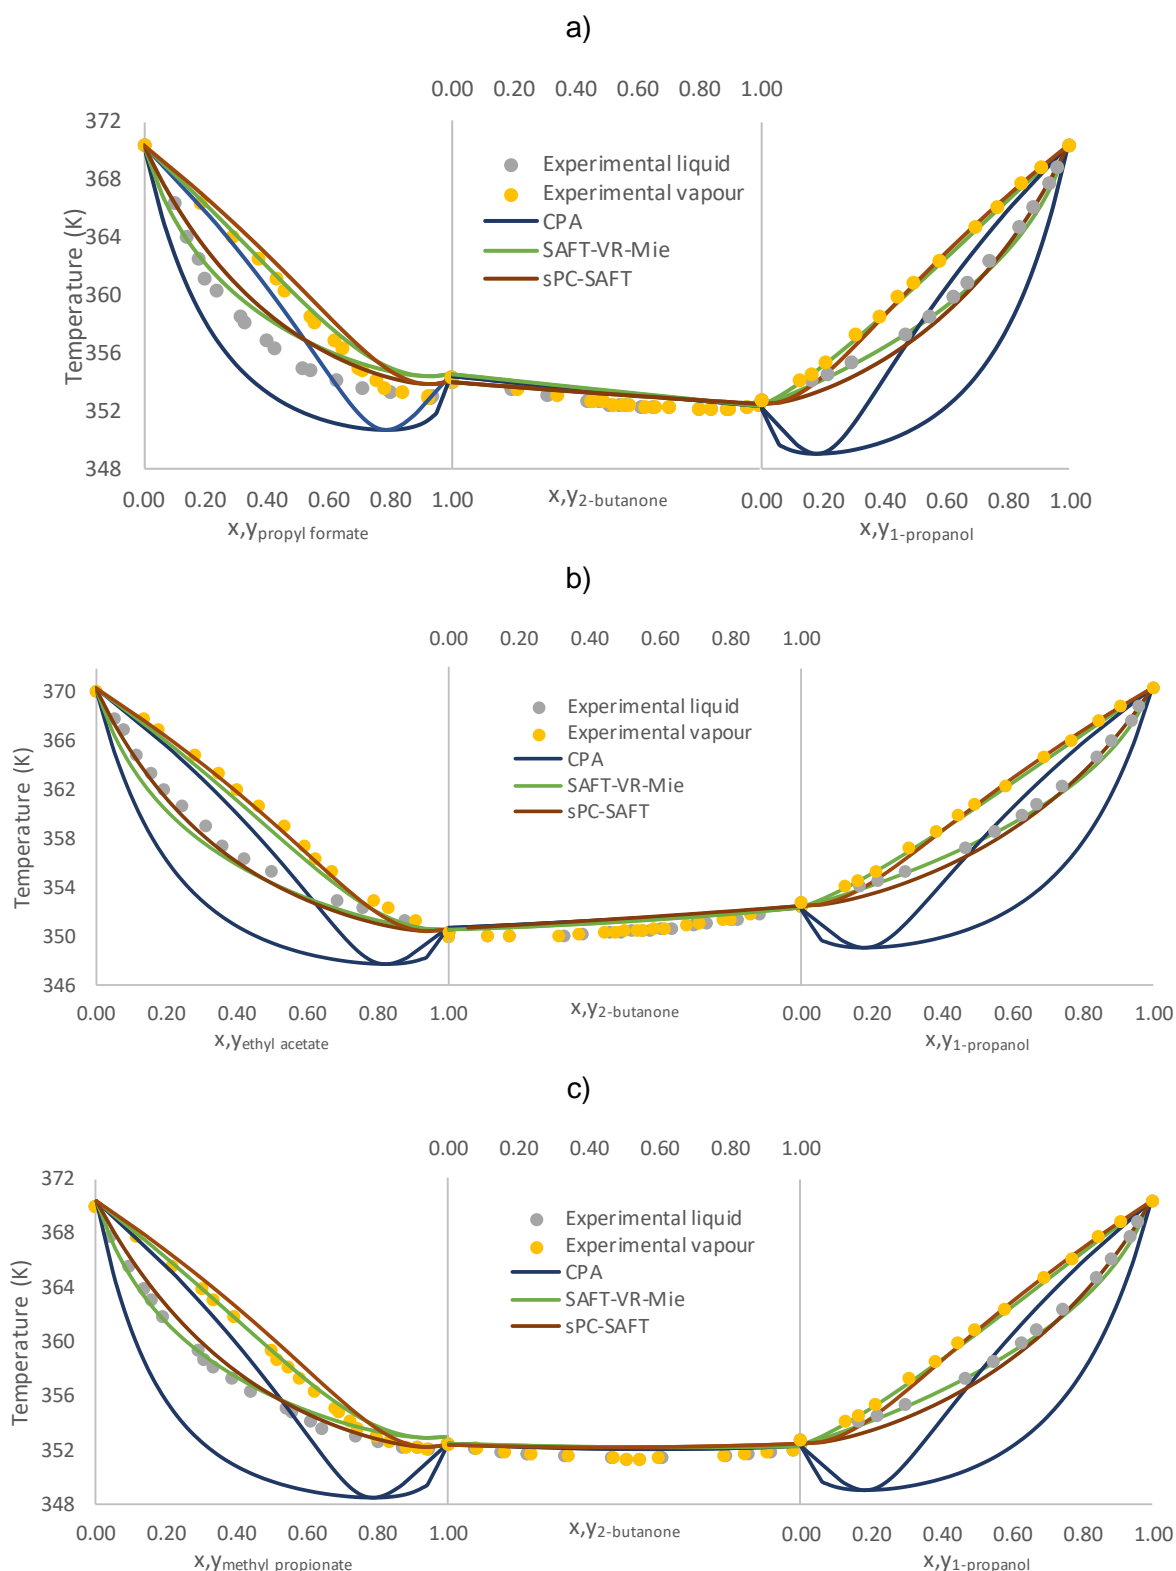 a)
0.00 0.20 0.40 0.60 0.80 1.00
372
368
364
360
356
352
348
Temperature (K)
Experimental liquid
Experimental vapour
CPA
SAFT-VR-Mie
sPC-SAFT
0.00 0.20 0.40 0.60 0.80 1.00 0.00 0.20 0.40 0.60 0.80 1.00
x,ypropyl formate x,y2-butanone x,y1-propanol
b)
0.00 0.20 0.40 0.60 0.80 1.00
370
366
362
358
354
350
346
Temperature (K)
Experimental liquid
Experimental vapour
CPA
SAFT-VR-Mie
sPC-SAFT
0.00 0.20 0.40 0.60 0.80 1.00 0.00 0.20 0.40 0.60 0.80 1.00
x,yethyl acetate x,y2-butanone x,y1-propanol
c)
0.00 0.20 0.40 0.60 0.80 1.00
372
368
364
360
356
352
348
Temperature (K)
Experimental liquid
Experimental vapour
CPA
SAFT-VR-Mie
sPC-SAFT
0.00 0.20 0.40 0.60 0.80 1.00 0.00 0.20 0.40 0.60 0.80 1.00
x,ymethyl propionate x,y2-butanone x,y1-propanol